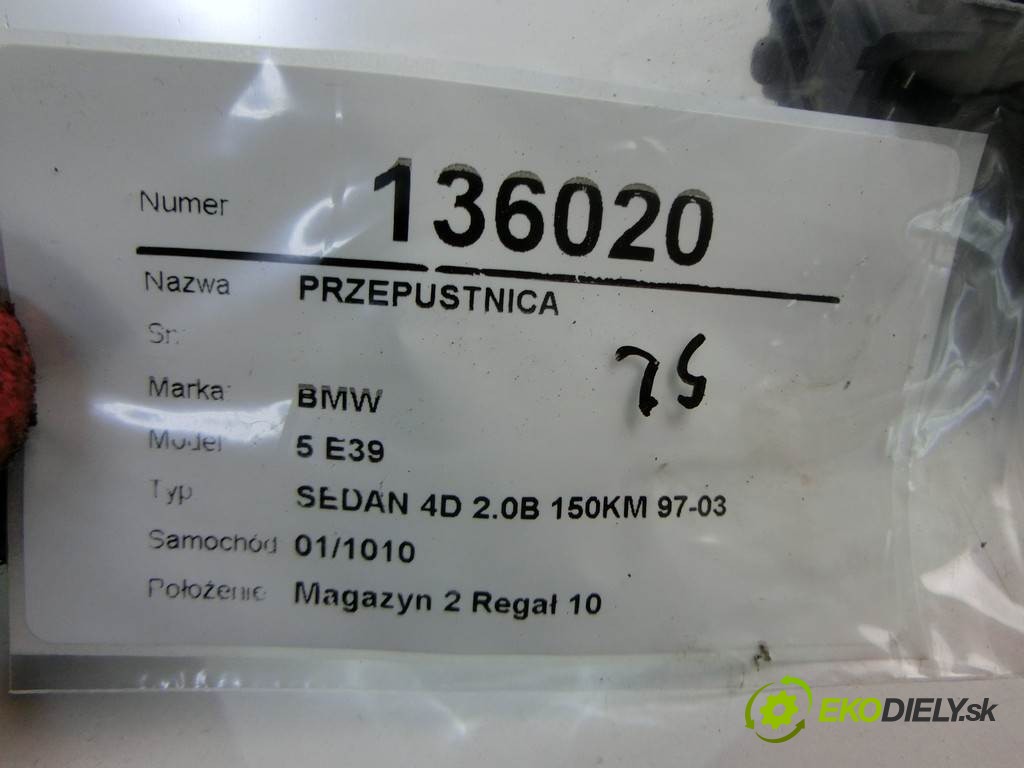 Numer 136020
Nazwa PRZEPUSTNICA
Sr.
Marka: BMW
Model 5 E39
Typ SEDAN 4D 2.0B 150KM 97-03
Samochód 01/1010
Położenie Magazyn 2 Regał 10
EKODIELY.sk